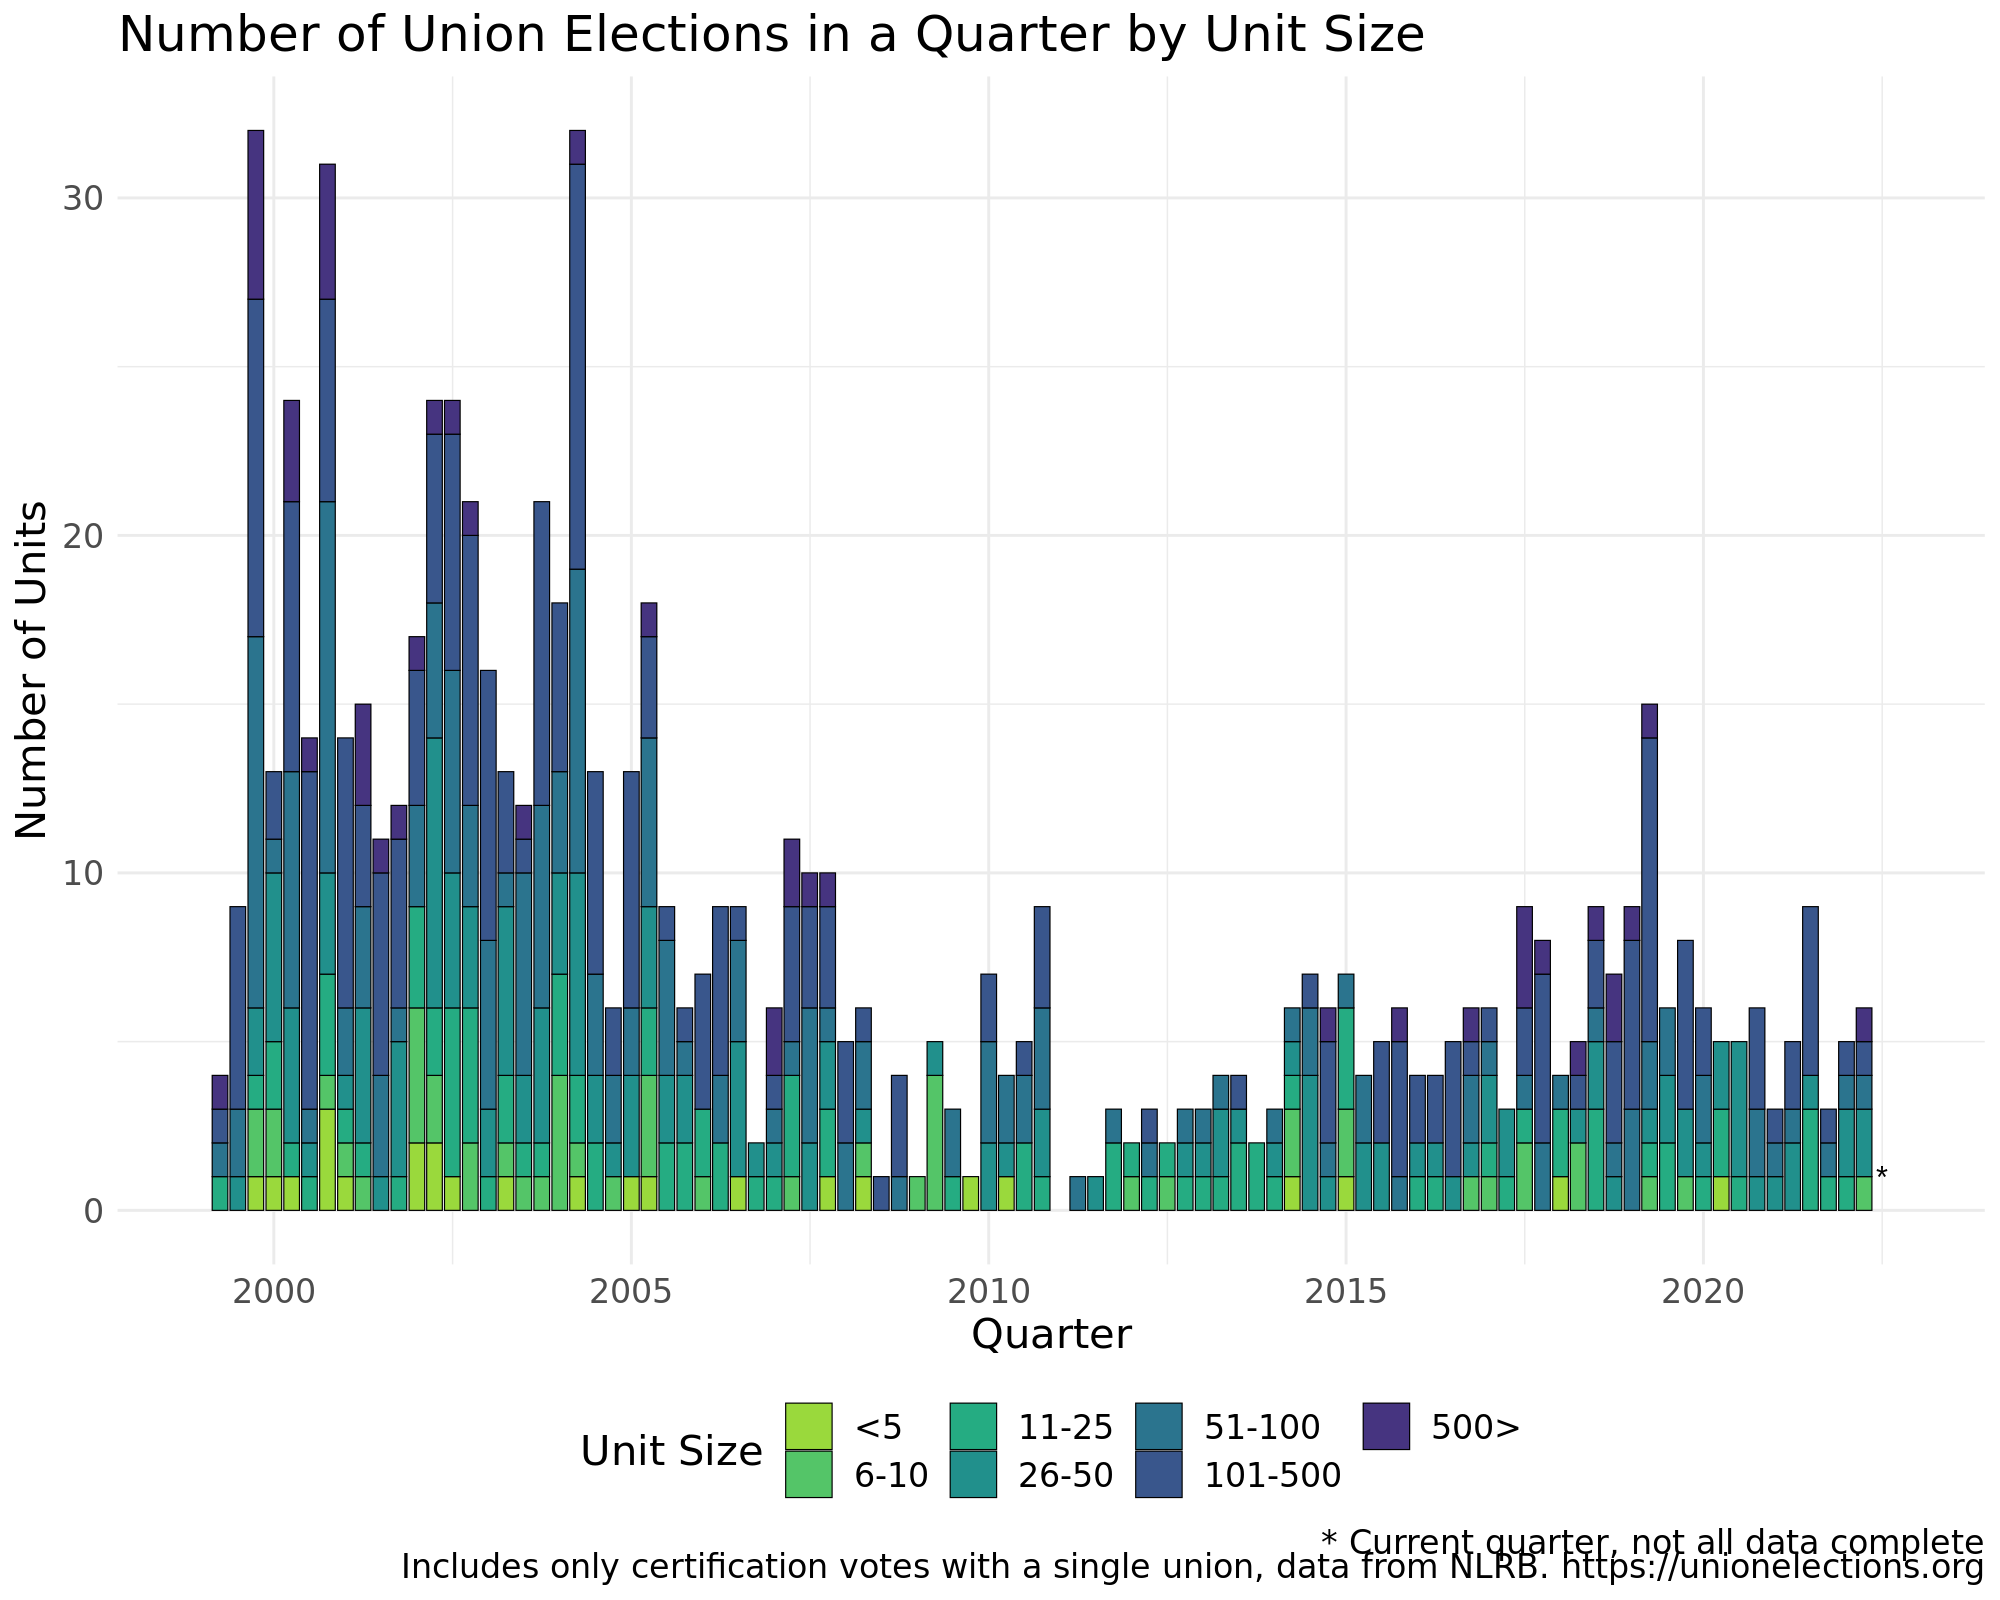 Number of Union Elections in a Quarter by Unit Size
Number of Units
30
20
10
0
*
2000 2005 2010 2015 2020
Quarter
Unit Size
<5 11-25 51-100 500>
6-10 26-50 101-500
* Current quarter, not all data complete
Includes only certification votes with a single union, data from NLRB. https://unionelections.org